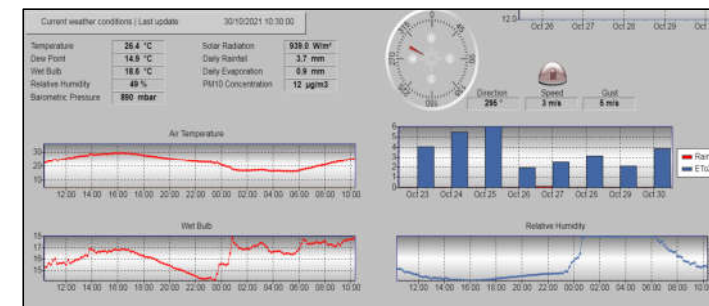 Current weather conditions | Last update 30/10/2021 10:30:00
Temperature 26.4 °C Solar Radiation 939.0 W/m²
Dew Point 14.9 °C Daily Rainfall 3.7 mm
Wet Bulb 18.6 °C Daily Evaporation 0.9 mm
Relative Humidity 49 % PM10 Concentration 12 µg/m3
Barometric Pressure 890 mbar
12.0
Oct 26 Oct 27 Oct 28 Oct 29 Oct
0
315
270
225
Direction Speed Gust
295 ° 3 m/s 5 m/s
Air Temperature
30
20
10
12:00 14:00 16:00 18:00 20:00 22:00 00:00 02:00 04:00 06:00 08:00 10:00
6
5
4
3
2
1
0
Oct 23 Oct 24 Oct 25 Oct 26 Oct 27 Oct 28 Oct 29 Oct 30
Rain
ETo
Wet Bulb
18
17
16
15
12:00 14:00 16:00 18:00 20:00 22:00 00:00 02:00 04:00 06:00 08:00 10:00
Relative Humidity
12:00 14:00 16:00 18:00 20:00 22:00 00:00 02:00 04:00 06:00 08:00 10:0